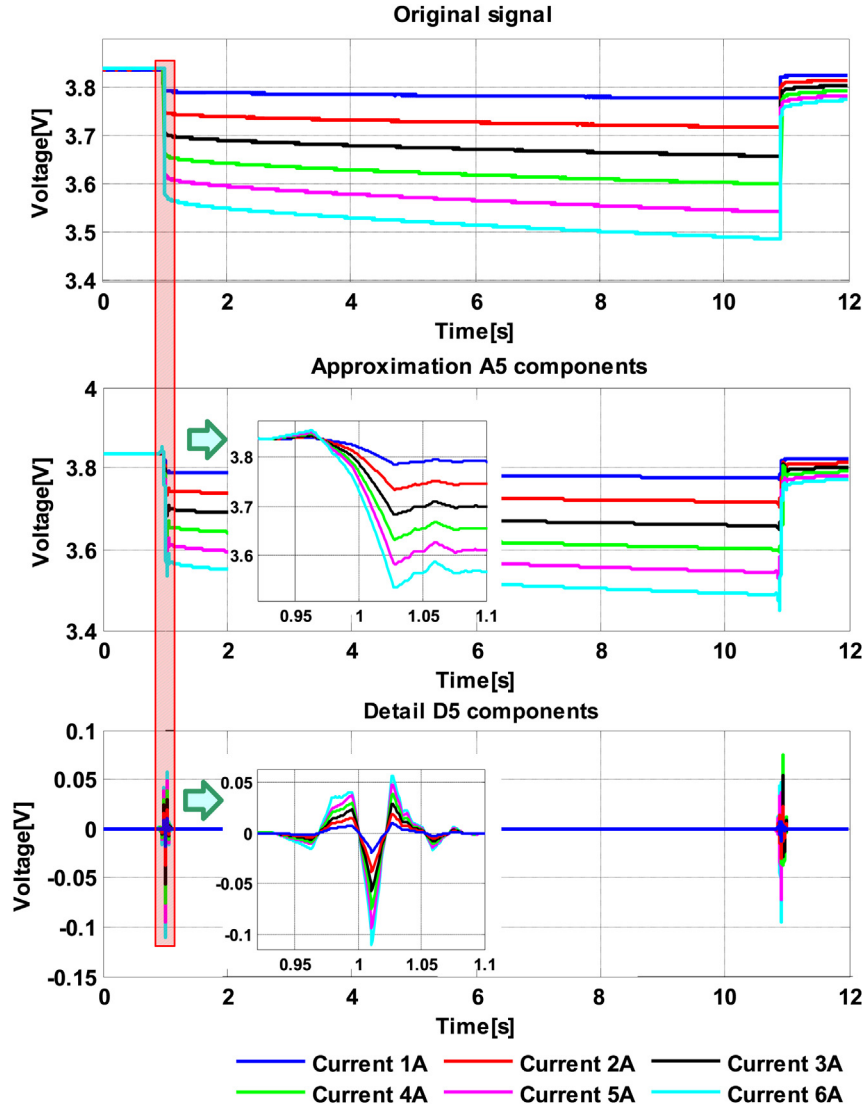 Original signal
Voltage[V]
3.8
3.7
3.6
3.5
3.4
0 2 4 6 8 10 12
Time[s]
Approximation A5 components
Voltage[V]
4
3.8
3.6
3.4
3.8
3.7
3.6
0.95 1 1.05 1.1
0 2 4 6 8 10 12
Time[s]
Detail D5 components
Voltage[V]
0.1
0.05
0
-0.05
-0.1
-0.15
0.05
0
-0.05
-0.1
0.95 1 1.05 1.1
0 2 4 6 8 10 12
Time[s]
Current 1A Current 2A Current 3A
Current 4A Current 5A Current 6A